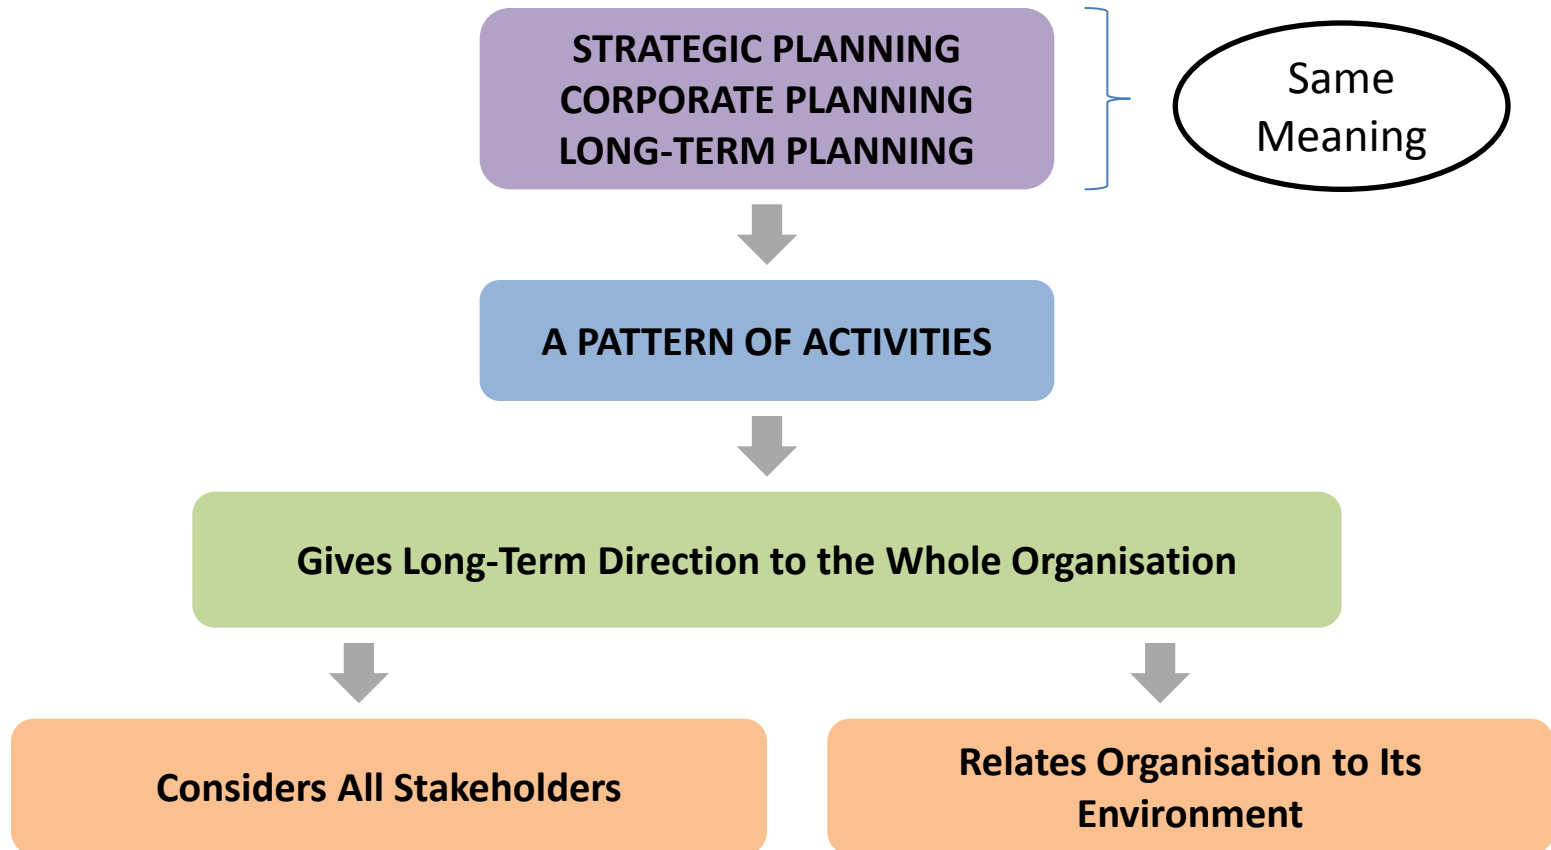 STRATEGIC PLANNING
CORPORATE PLANNING
LONG-TERM PLANNING
Same
Meaning
A PATTERN OF ACTIVITIES
Gives Long-Term Direction to the Whole Organisation
Considers All Stakeholders
Relates Organisation to Its
Environment